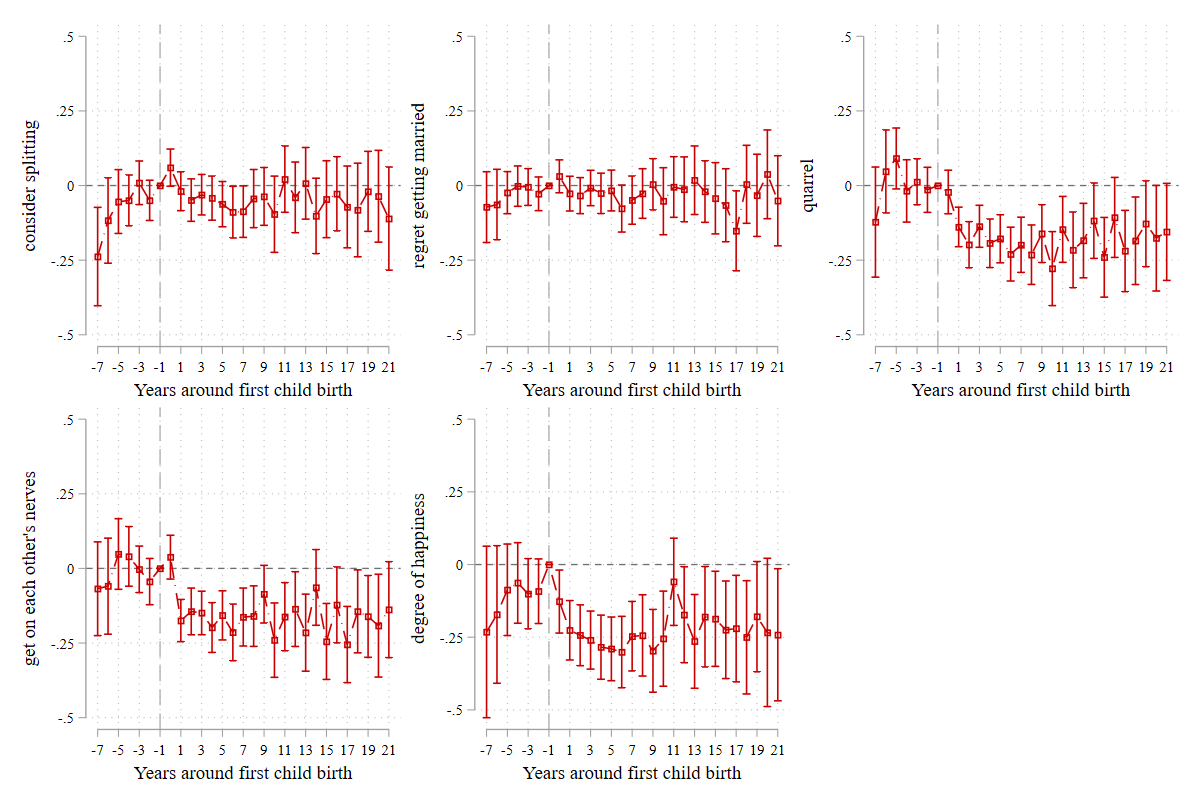 consider splitting
.5
.25
0
-.25
-.5
-7 -5 -3 -1 1 3 5 7 9 11 13 15 17 19 21
Years around first child birth
regret geting married
.5
.25
0
-.25
-.5
-7 -5 -3 -1 1 3 5 7 9 11 13 15 17 19 21
Years around first child birth
quarrel
.5
.25
0
-.25
-.5
-7 -5 -3 -1 1 3 5 7 9 11 13 15 17 19 21
Years around first child birth
get on each other's nerves
.5
.25
0
-.25
-.5
-7 -5 -3 -1 1 3 5 7 9 11 13 15 17 19 21
Years around first child birth
degree of happiness
.5
.25
0
-.25
-.5
-7 -5 -3 -1 1 3 5 7 9 11 13 15 17 19 21
Years around first child birth